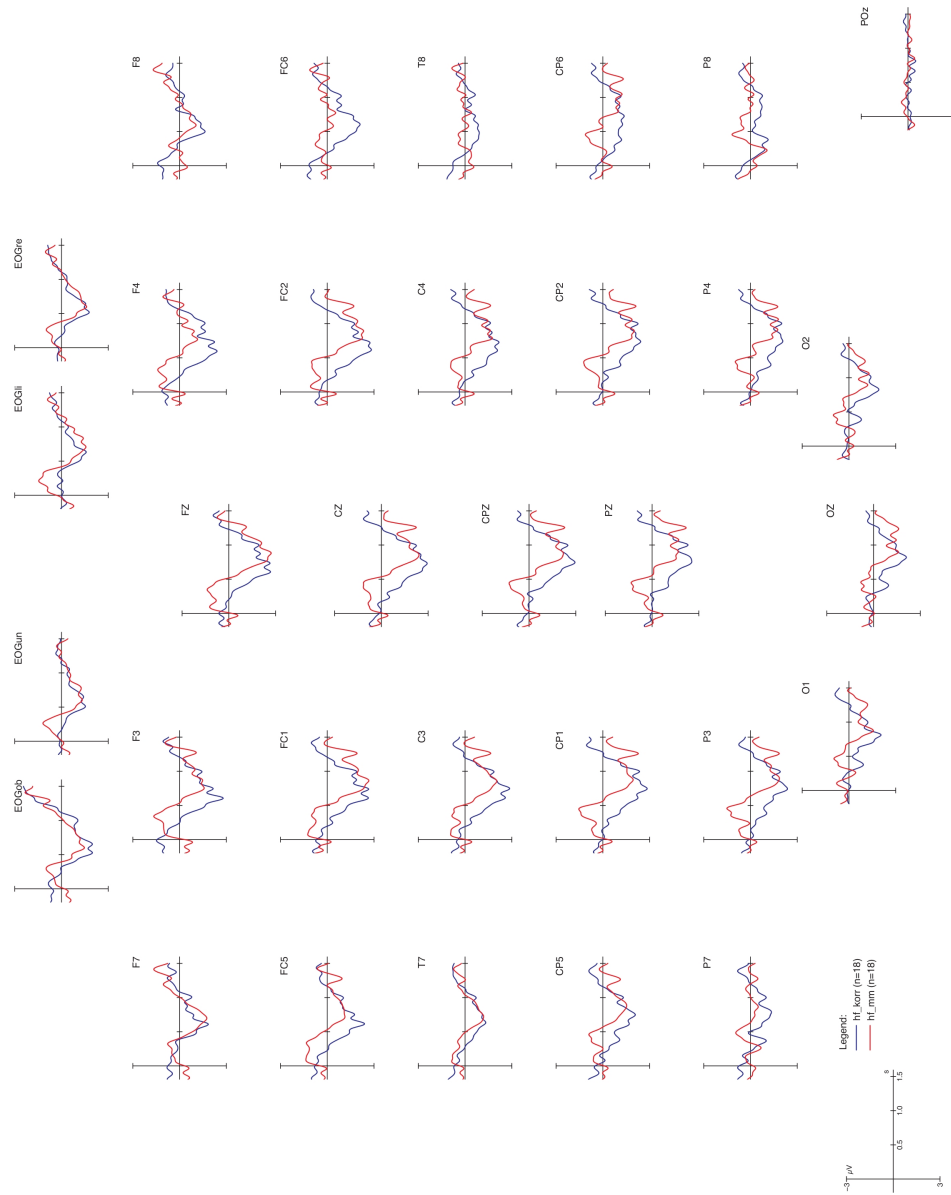 EOGob
EOGun
EOGli
EOGre
F7
F3
FZ
F4
F8
FC5
FC1
FC2
FC6
T7
C3
CZ
C4
T8
CP5
CP1
CPZ
CP2
CP6
P7
P3
PZ
P4
P8
O1
OZ
O2
POz
Legend:
hf_korr (n=18)
hf_mm (n=18)
−3
µV
s
0.5
1.0
1.5
3